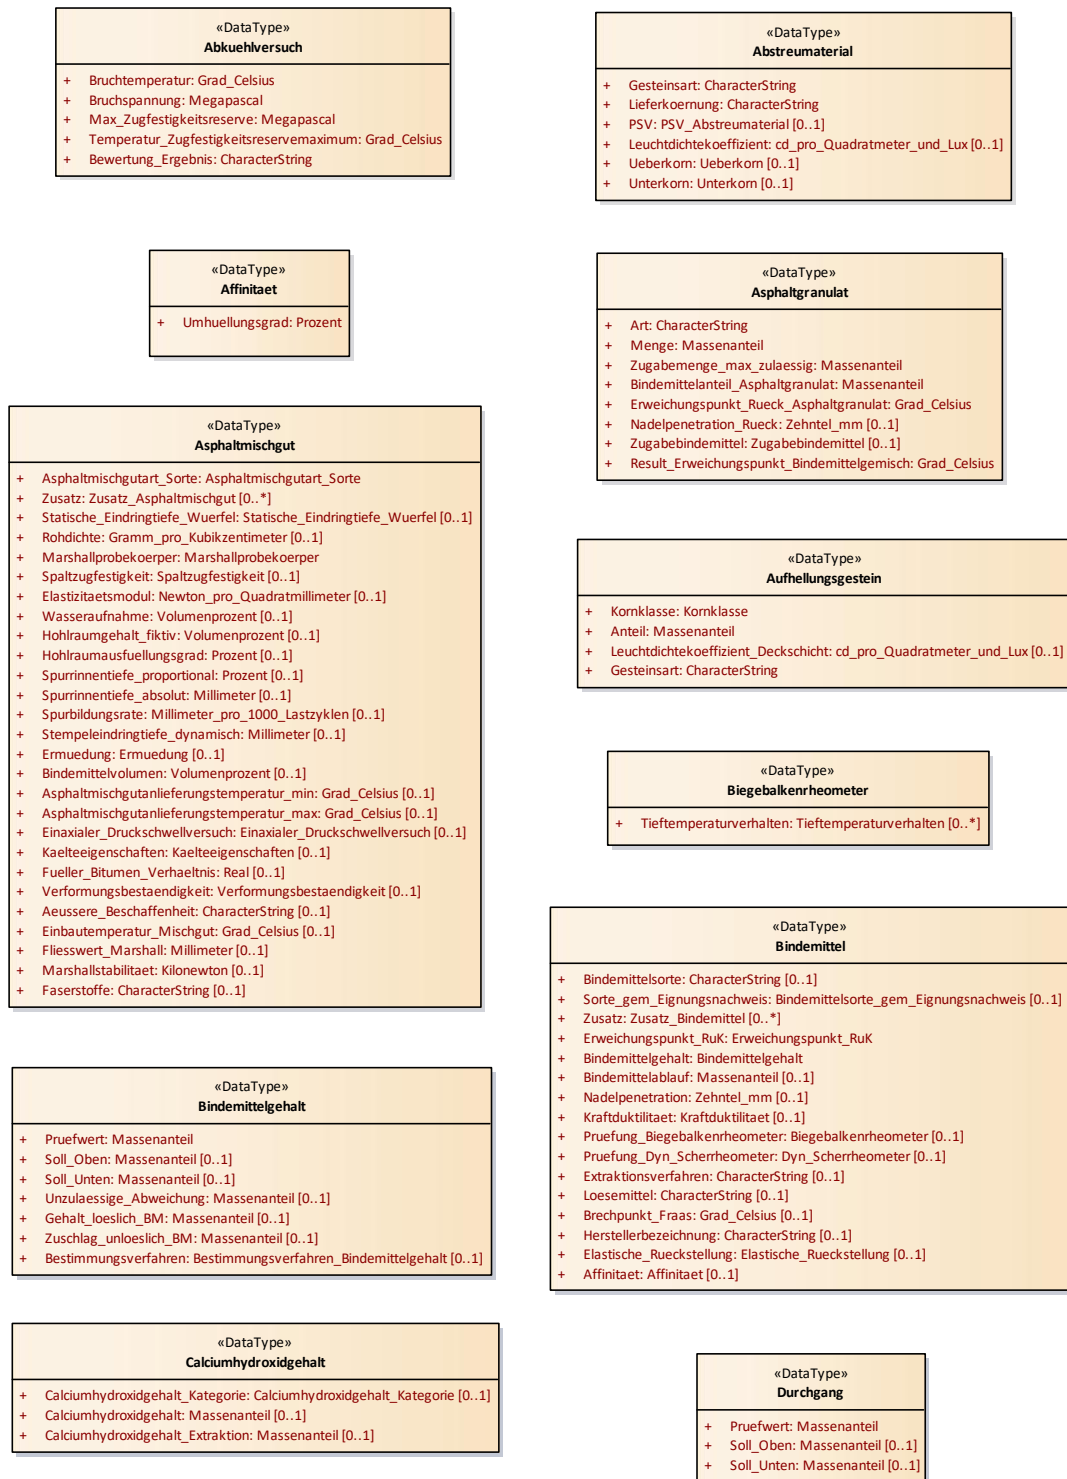 «DataType»
Abkuehlversuch
+ Bruchtemperatur: Grad_Celsius
+ Bruchspannung: Megapascal
+ Max_Zugfestigkeitsreserve: Megapascal
+ Temperatur_Zugfestigkeitsreservemaximum: Grad_Celsius
+ Bewertung_Ergebnis: CharacterString
«DataType»
Abstreumaterial
+ Gesteinsart: CharacterString
+ Lieferkoernung: CharacterString
+ PSV: PSV_Abstreumaterial [0..1]
+ Leuchtdichtekoeffizient: cd_pro_Quadratmeter_und_Lux [0..1]
+ Ueberkorn: Ueberkorn [0..1]
+ Unterkorn: Unterkorn [0..1]
«DataType»
Affinitaet
+ Umhuellungsgrad: Prozent
«DataType»
Asphaltgranulat
+ Art: CharacterString
+ Menge: Massenanteil
+ Zugabemenge_max_zulaessig: Massenanteil
+ Bindemittelanteil_Asphaltgranulat: Massenanteil
+ Erweichungspunkt_Rueck_Asphaltgranulat: Grad_Celsius
+ Nadelpenetration_Rueck: Zehntel_mm [0..1]
+ Zugabebindemittel: Zugabebindemittel [0..1]
+ Result_Erweichungspunkt_Bindemittelgemisch: Grad_Celsius
«DataType»
Asphaltmischgut
+ Asphaltmischgutart_Sorte: Asphaltmischgutart_Sorte
+ Zusatz: Zusatz_Asphaltmischgut [0..*]
+ Statische_Eindringtiefe_Wuerfel: Statische_Eindringtiefe_Wuerfel [0..1]
+ Rohdichte: Gramm_pro_Kubikzentimeter [0..1]
+ Marshallprobekoerper: Marshallprobekoerper
+ Spaltzugfestigkeit: Spaltzugfestigkeit [0..1]
+ Elastizitaetsmodul: Newton_pro_Quadratmillimeter [0..1]
+ Wasseraufnahme: Volumenprozent [0..1]
+ Hohlraumgehalt_fiktiv: Volumenprozent [0..1]
+ Hohlraumausfuellungsgrad: Prozent [0..1]
+ Spurrinnentiefe_proportional: Prozent [0..1]
+ Spurrinnentiefe_absolut: Millimeter [0..1]
+ Spurbildungsrate: Millimeter_pro_1000_Lastzyklen [0..1]
+ Stempeleindringtiefe_dynamisch: Millimeter [0..1]
+ Ermuedung: Ermuedung [0..1]
+ Bindemittelvolumen: Volumenprozent [0..1]
+ Asphaltmischgutanlieferungstemperatur_min: Grad_Celsius [0..1]
+ Asphaltmischgutanlieferungstemperatur_max: Grad_Celsius [0..1]
+ Einaxialer_Druckschwellversuch: Einaxialer_Druckschwellversuch [0..1]
+ Kaelteeigenschaften: Kaelteeigenschaften [0..1]
+ Fueller_Bitumen_Verhaeltnis: Real [0..1]
+ Verformungsbestaendigkeit: Verformungsbestaendigkeit [0..1]
+ Aeussere_Beschaffenheit: CharacterString [0..1]
+ Einbautemperatur_Mischgut: Grad_Celsius [0..1]
+ Fliesswert_Marshall: Millimeter [0..1]
+ Marshallstabilitaet: Kilonewton [0..1]
+ Faserstoffe: CharacterString [0..1]
«DataType»
Aufhellungsgestein
+ Kornklasse: Kornklasse
+ Anteil: Massenanteil
+ Leuchtdichtekoeffizient_Deckschicht: cd_pro_Quadratmeter_und_Lux [0..1]
+ Gesteinsart: CharacterString
«DataType»
Biegebalkenrheometer
+ Tieftemperaturverhalten: Tieftemperaturverhalten [0..*]
«DataType»
Bindemittel
+ Bindemittelsorte: CharacterString [0..1]
+ Sorte_gem_Eignungsnachweis: Bindemittelsorte_gem_Eignungsnachweis [0..1]
+ Zusatz: Zusatz_Bindemittel [0..*]
+ Erweichungspunkt_RuK: Erweichungspunkt_RuK
+ Bindemittelgehalt: Bindemittelgehalt
+ Bindemittelablauf: Massenanteil [0..1]
+ Nadelpenetration: Zehntel_mm [0..1]
+ Kraftduktilitaet: Kraftduktilitaet [0..1]
+ Pruefung_Biegebalkenrheometer: Biegebalkenrheometer [0..1]
+ Pruefung_Dyn_Scherrheometer: Dyn_Scherrheometer [0..1]
+ Extraktionsverfahren: CharacterString [0..1]
+ Loesemittel: CharacterString [0..1]
+ Brechpunkt_Fraas: Grad_Celsius [0..1]
+ Herstellerbezeichnung: CharacterString [0..1]
+ Elastische_Rueckstellung: Elastische_Rueckstellung [0..1]
+ Affinitaet: Affinitaet [0..1]
«DataType»
Bindemittelgehalt
+ Pruefwert: Massenanteil
+ Soll_Oben: Massenanteil [0..1]
+ Soll_Unten: Massenanteil [0..1]
+ Unzulaessige_Abweichung: Massenanteil [0..1]
+ Gehalt_loeslich_BM: Massenanteil [0..1]
+ Zuschlag_unloeslich_BM: Massenanteil [0..1]
+ Bestimmungsverfahren: Bestimmungsverfahren_Bindemittelgehalt [0..1]
«DataType»
Calciumhydroxidgehalt
+ Calciumhydroxidgehalt_Kategorie: Calciumhydroxidgehalt_Kategorie [0..1]
+ Calciumhydroxidgehalt: Massenanteil [0..1]
+ Calciumhydroxidgehalt_Extraktion: Massenanteil [0..1]
«DataType»
Durchgang
+ Pruefwert: Massenanteil
+ Soll_Oben: Massenanteil [0..1]
+ Soll_Unten: Massenanteil [0..1]